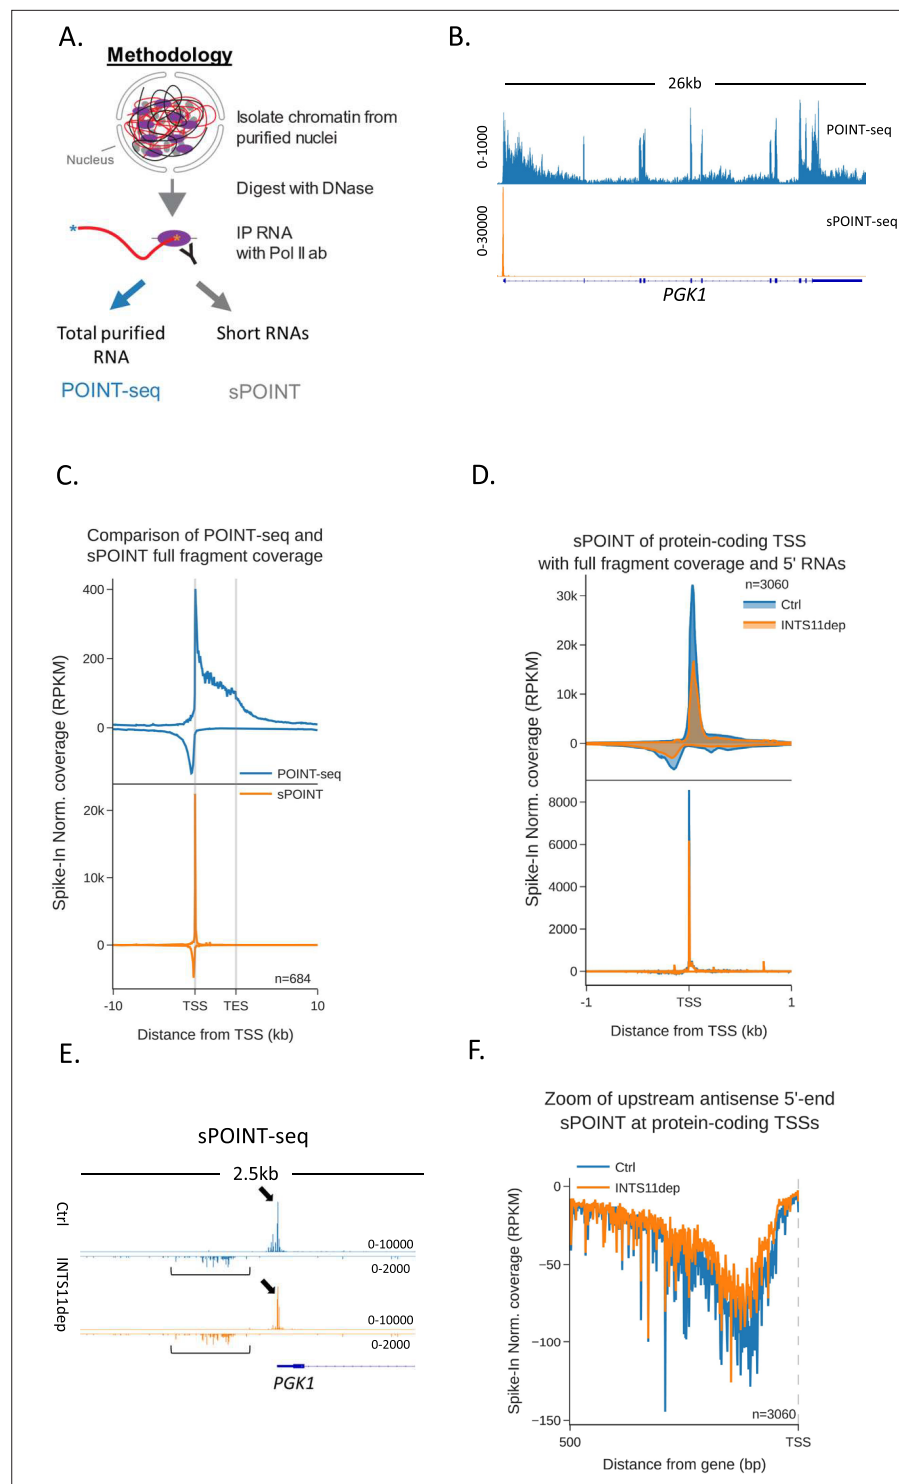 A.
Methodology
Nucleus
Isolate chromatin from
purified nuclei
Digest with DNase
IP RNA
with Pol II ab
*
*
Total purified
RNA
Short RNAs
POINT-seq
sPOINT
B.
26kb
0-1000
POINT-seq
0-30000
sPOINT-seq
PGK1
C.
Comparison of POINT-seq and
sPOINT full fragment coverage
Spike-In Norm. coverage (RPKM)
400
200
0
POINT-seq
sPOINT
20k
10k
0
n=684
-10
TSS
TES
10
Distance from TSS (kb)
D.
sPOINT of protein-coding TSS
with full fragment coverage and 5' RNAs
n=3060
Ctrl
INTS11dep
Spike-In Norm. coverage (RPKM)
30k
20k
10k
0
Spike-In Norm. coverage (RPKM)
8000
6000
4000
2000
0
-1
TSS
1
Distance from TSS (kb)
E.
sPOINT-seq
2.5kb
Ctrl
0-10000
0-2000
INTS11dep
0-10000
0-2000
PGK1
F.
Zoom of upstream antisense 5'-end
sPOINT at protein-coding TSSs
Ctrl
INTS11dep
Spike-In Norm. coverage (RPKM)
0
−50
−100
−150
n=3060
500
TSS
Distance from gene (bp)